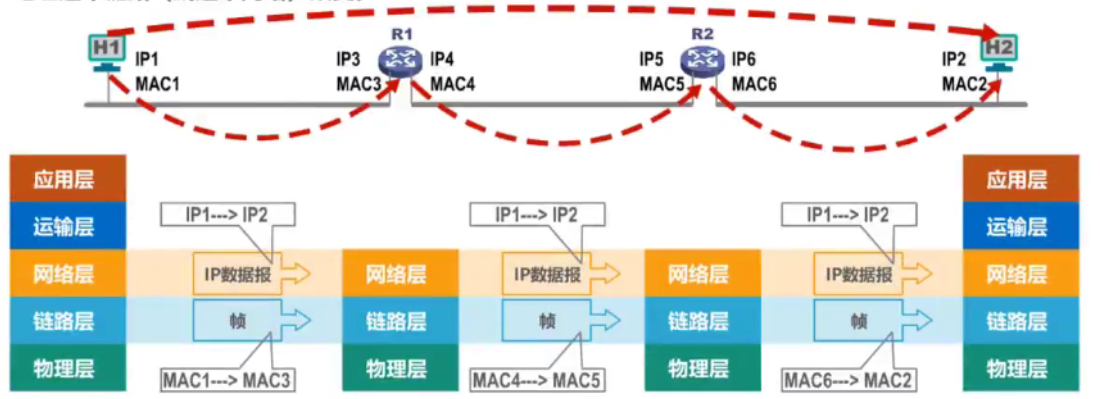 H1
R1
R2
H2
IP1
MAC1
IP3
MAC3
IP4
MAC4
IP5
MAC5
IP6
MAC6
IP2
MAC2
应用层
应用层
运输层
IP1---> IP2
IP1---> IP2
IP1---> IP2
运输层
网络层
IP数据报
网络层
IP数据报
网络层
IP数据报
网络层
链路层
帧
链路层
帧
链路层
帧
链路层
物理层
MAC1---> MAC3
物理层
MAC4---> MAC5
物理层
MAC6---> MAC2
物理层